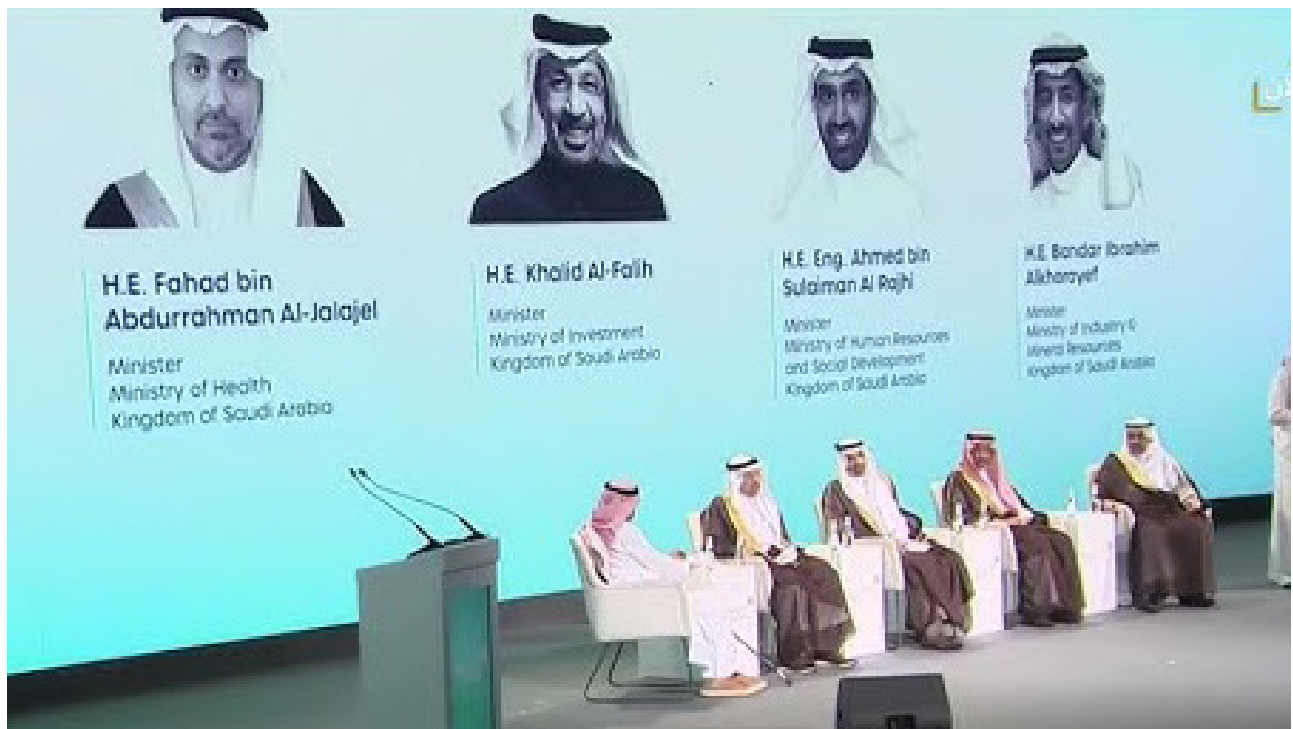 H.E. Fahad bin
Abdurrahman Al-Jalajel
Minister
Ministry of Health
Kingdom of Saudi Arabia
H.E. Khalid Al-Falih
Minister
Ministry of Investment
Kingdom of Saudi Arabia
H.E. Eng. Ahmed bin
Sulaiman Al Rajhi
Minister
Ministry of Human Resources
and Social Development
Kingdom of Saudi Arabia
H.E. Bandar Ibrahim
Alkhorayef
Minister
Ministry of Industry &
Mineral Resources
Kingdom of Saudi Arabia